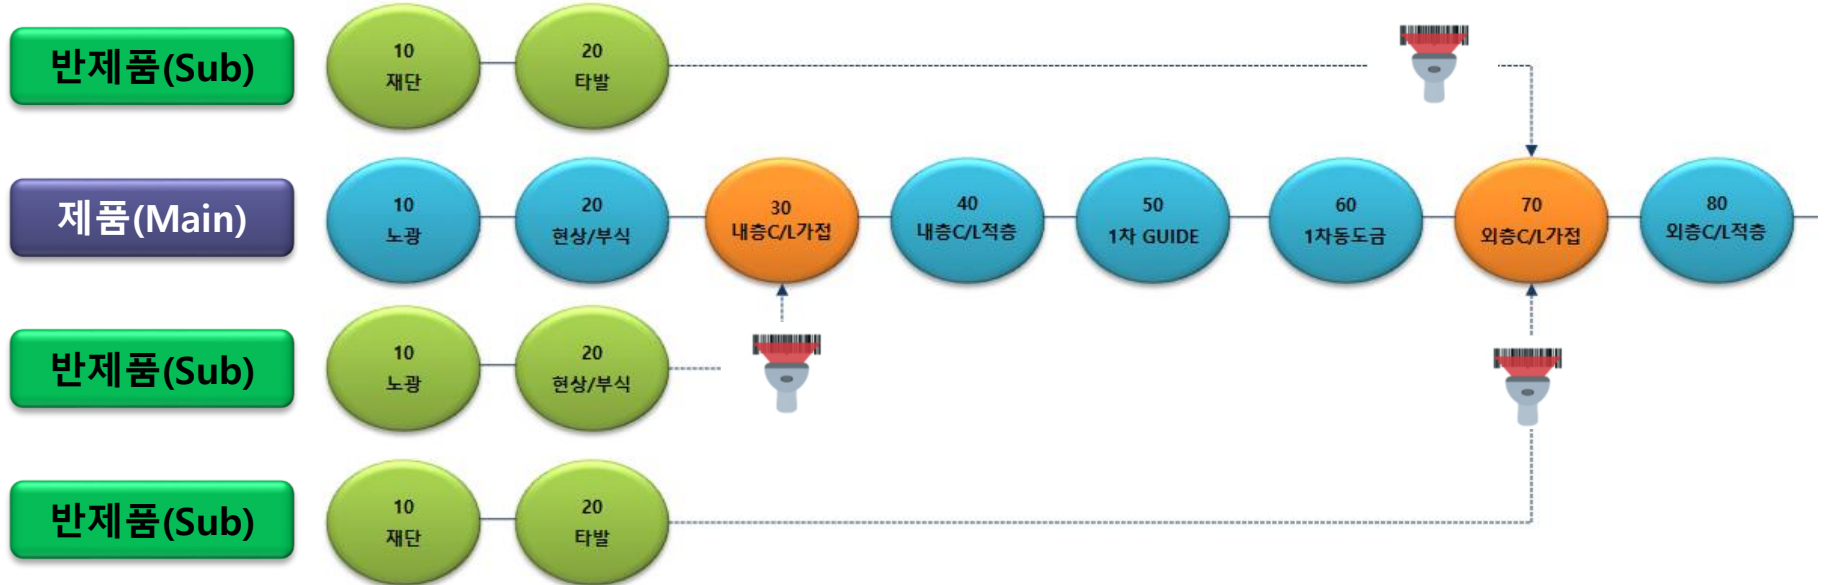 반제품(Sub)
10
재단
20
타발
제품(Main)
10
노광
20
현상/부식
30
내층C/L가접
40
내층C/L적층
50
1차 GUIDE
60
1차동도금
70
외층C/L가접
80
외층C/L적층
반제품(Sub)
10
노광
20
현상/부식
반제품(Sub)
10
재단
20
타발